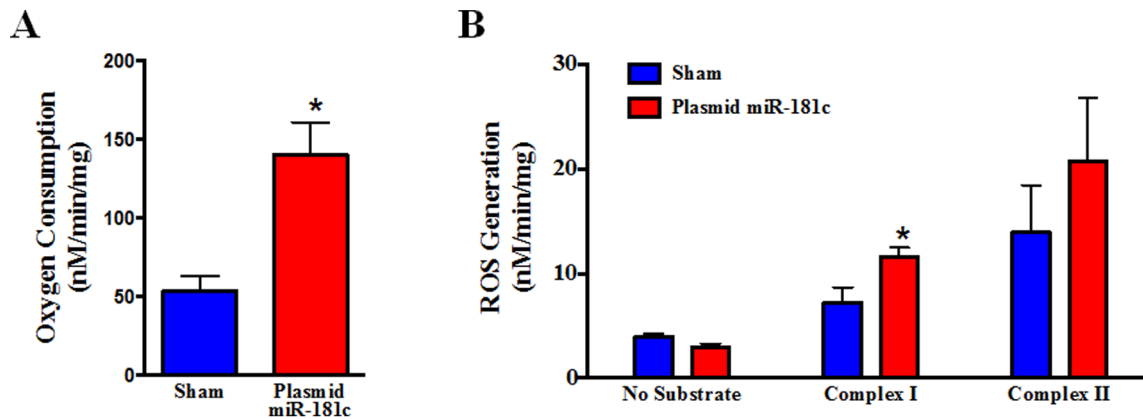 A
Oxygen Consumption
(nM/min/mg)
200
150
100
50
0
*
Sham
Plasmid
miR-181c
B
ROS Generation
(nM/min/mg)
30
20
10
0
Sham
Plasmid miR-181c
*
No Substrate
Complex I
Complex II